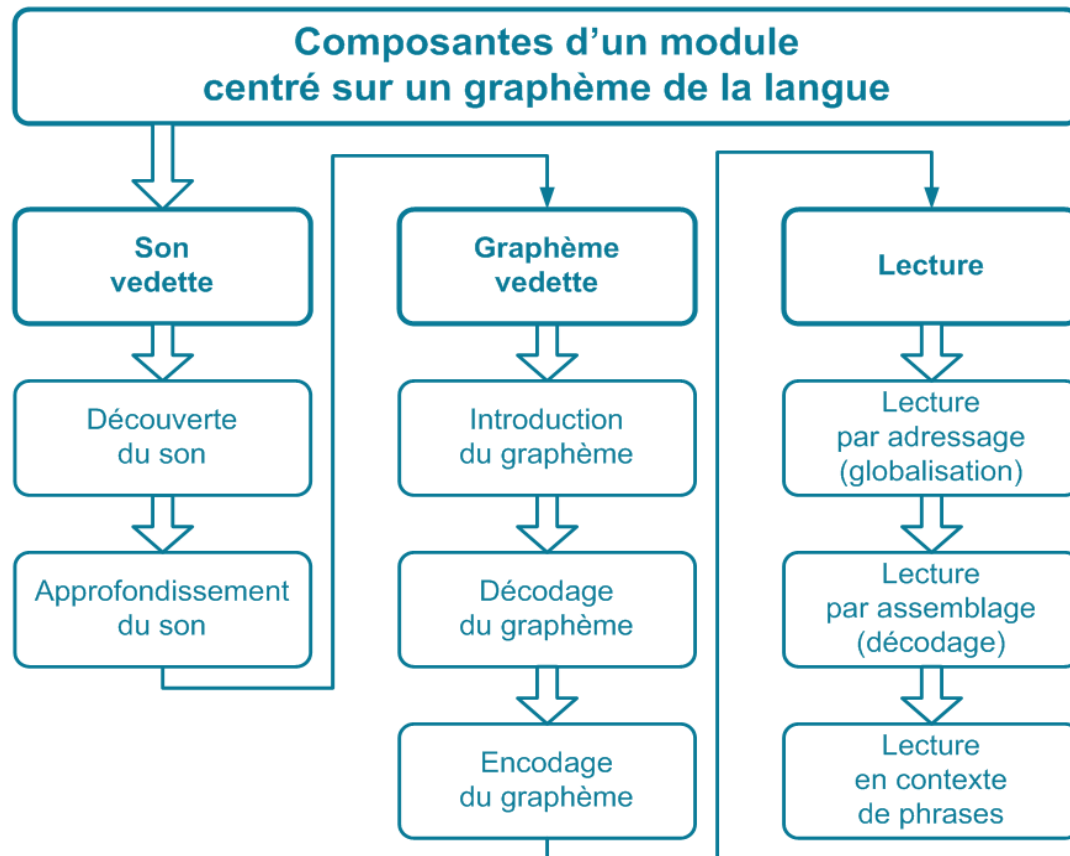 Composantes d’un module
centré sur un graphème de la langue
Son
vedette
Découverte
du son
Approfondissement
du son
Graphème
vedette
Introduction
du graphème
Décodage
du graphème
Encodage
du graphème
Lecture
Lecture
par adressage
(globalisation)
Lecture
par assemblage
(décodage)
Lecture
en contexte
de phrases